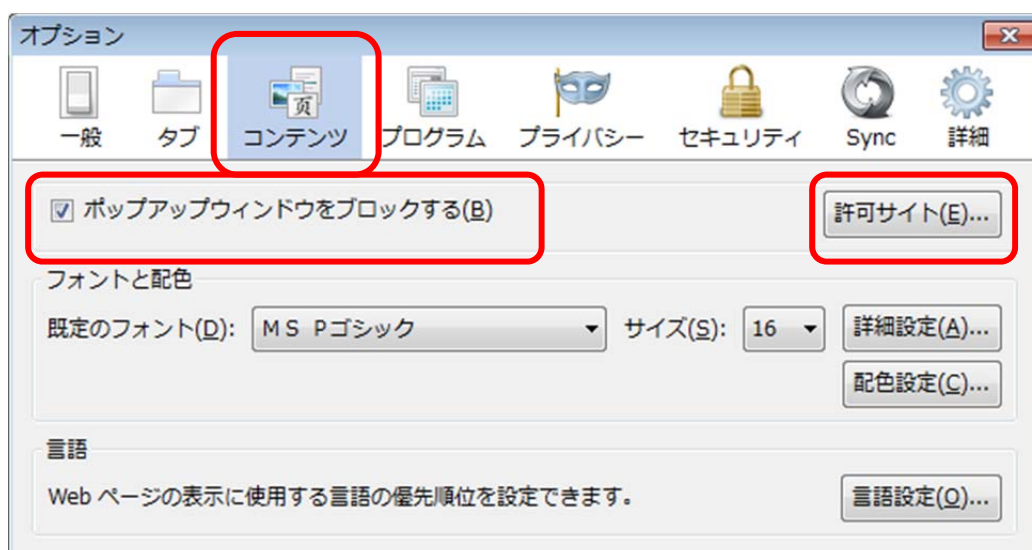 オプション
一般 タブ コンテンツ プログラム プライバシー セキュリティ Sync 詳細
ポップアップウィンドウをブロックする(B) 許可サイト(E)...
フォントと配色
既定のフォント(D): ＭＳ Ｐゴシック サイズ(S): 16 詳細設定(A)...
配色設定(C)...
言語
Web ページの表示に使用する言語の優先順位を設定できます。 言語設定(O)...